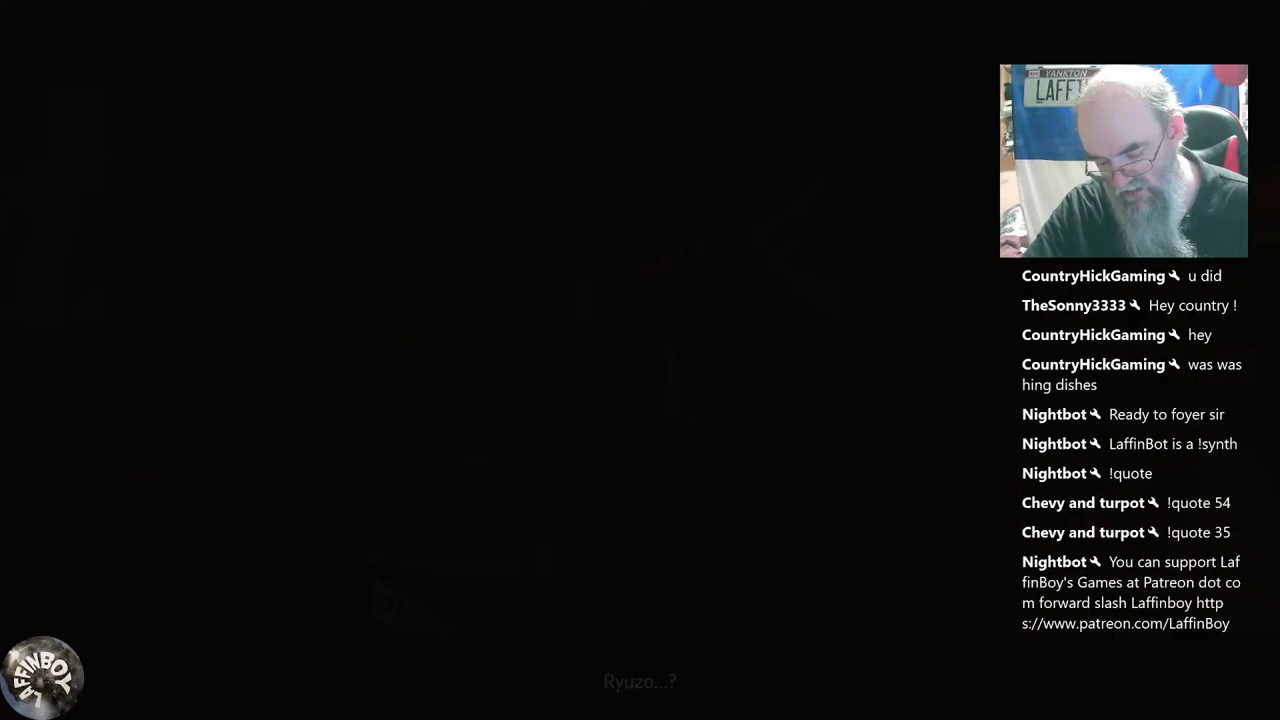 YANKTON
LAFFI
CountryHickGaming u did
TheSonny3333 Hey country !
CountryHickGaming hey
CountryHickGaming was was
hing dishes
Nightbot Ready to foyer sir
Nightbot LaffinBot is a !synth
Nightbot !quote
Chevy and turpot !quote 54
Chevy and turpot !quote 35
Nightbot You can support Laf
finBoy's Games at Patreon dot co
m forward slash Laffinboy http
s://www.patreon.com/LaffinBoy
LAFFINBOY
Ryuzo...?